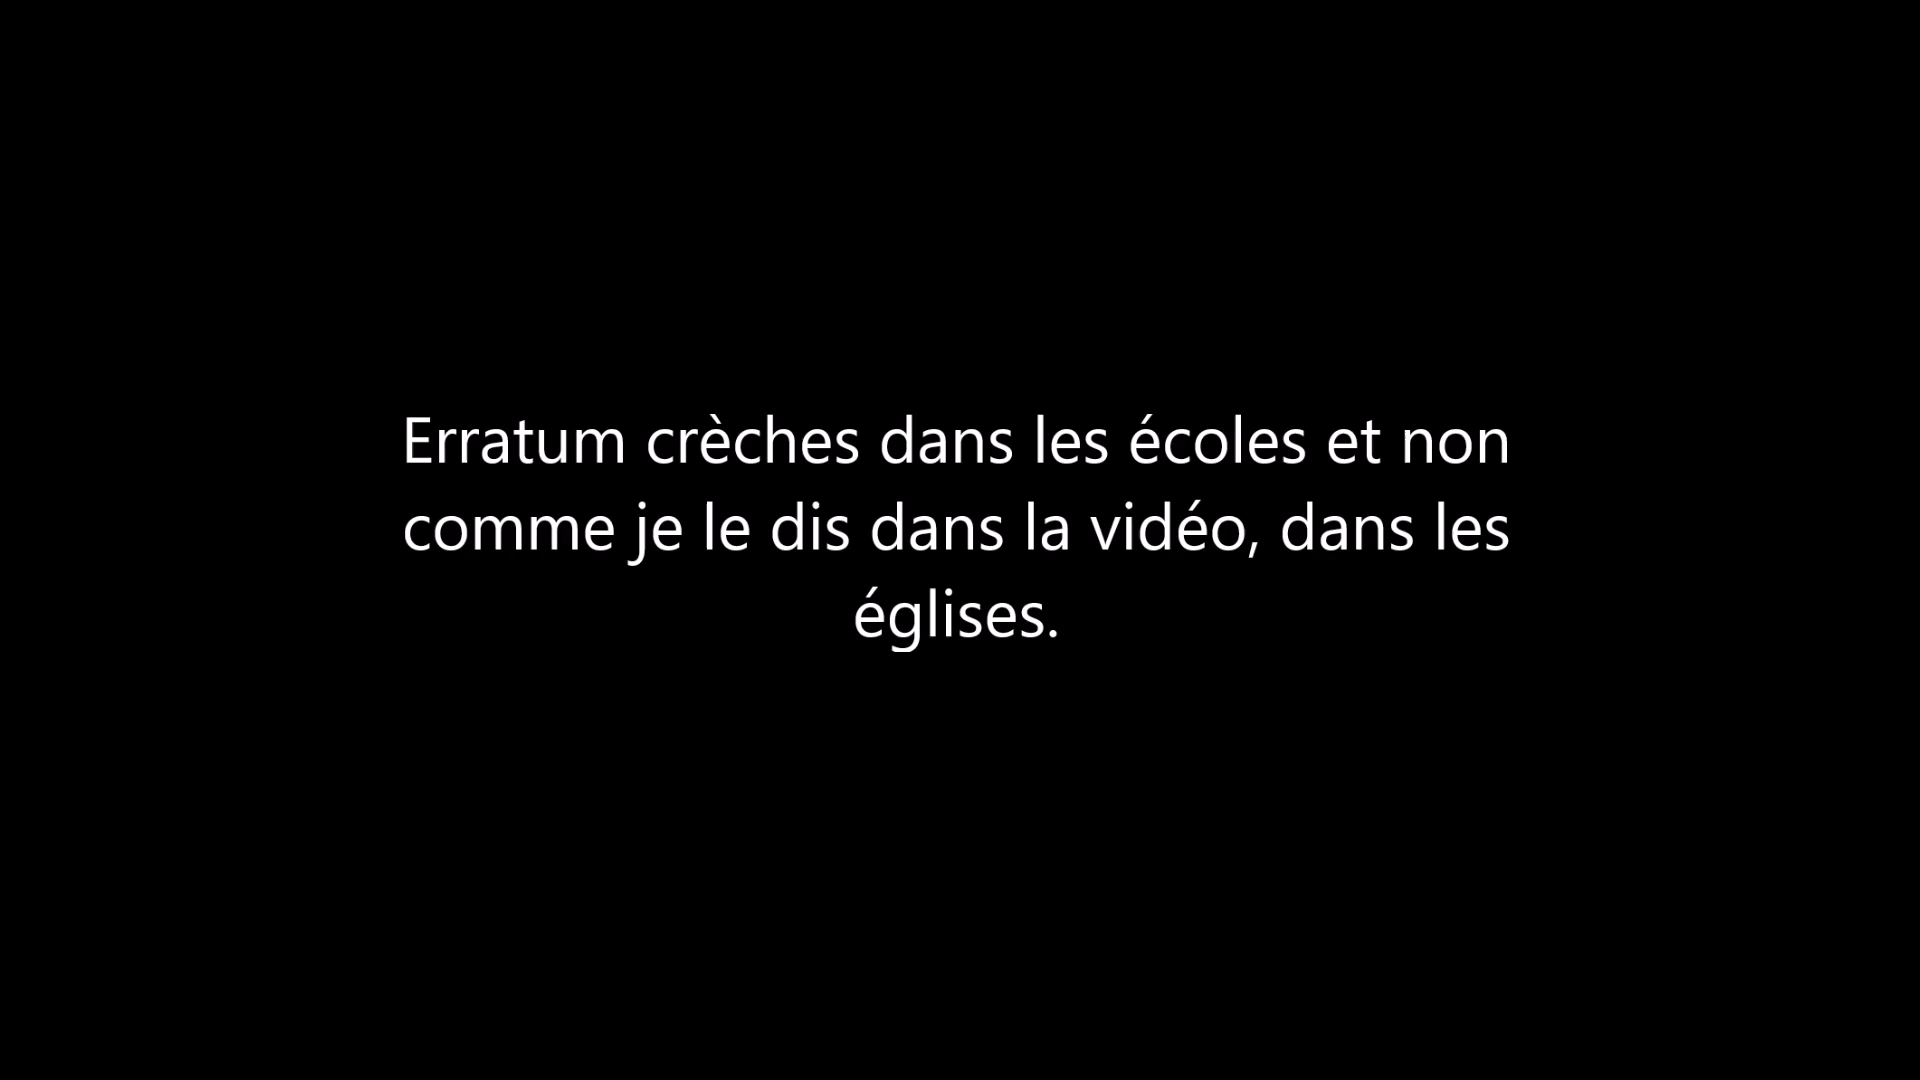 Erratum crèches dans les écoles et non
comme je le dis dans la vidéo, dans les
églises.